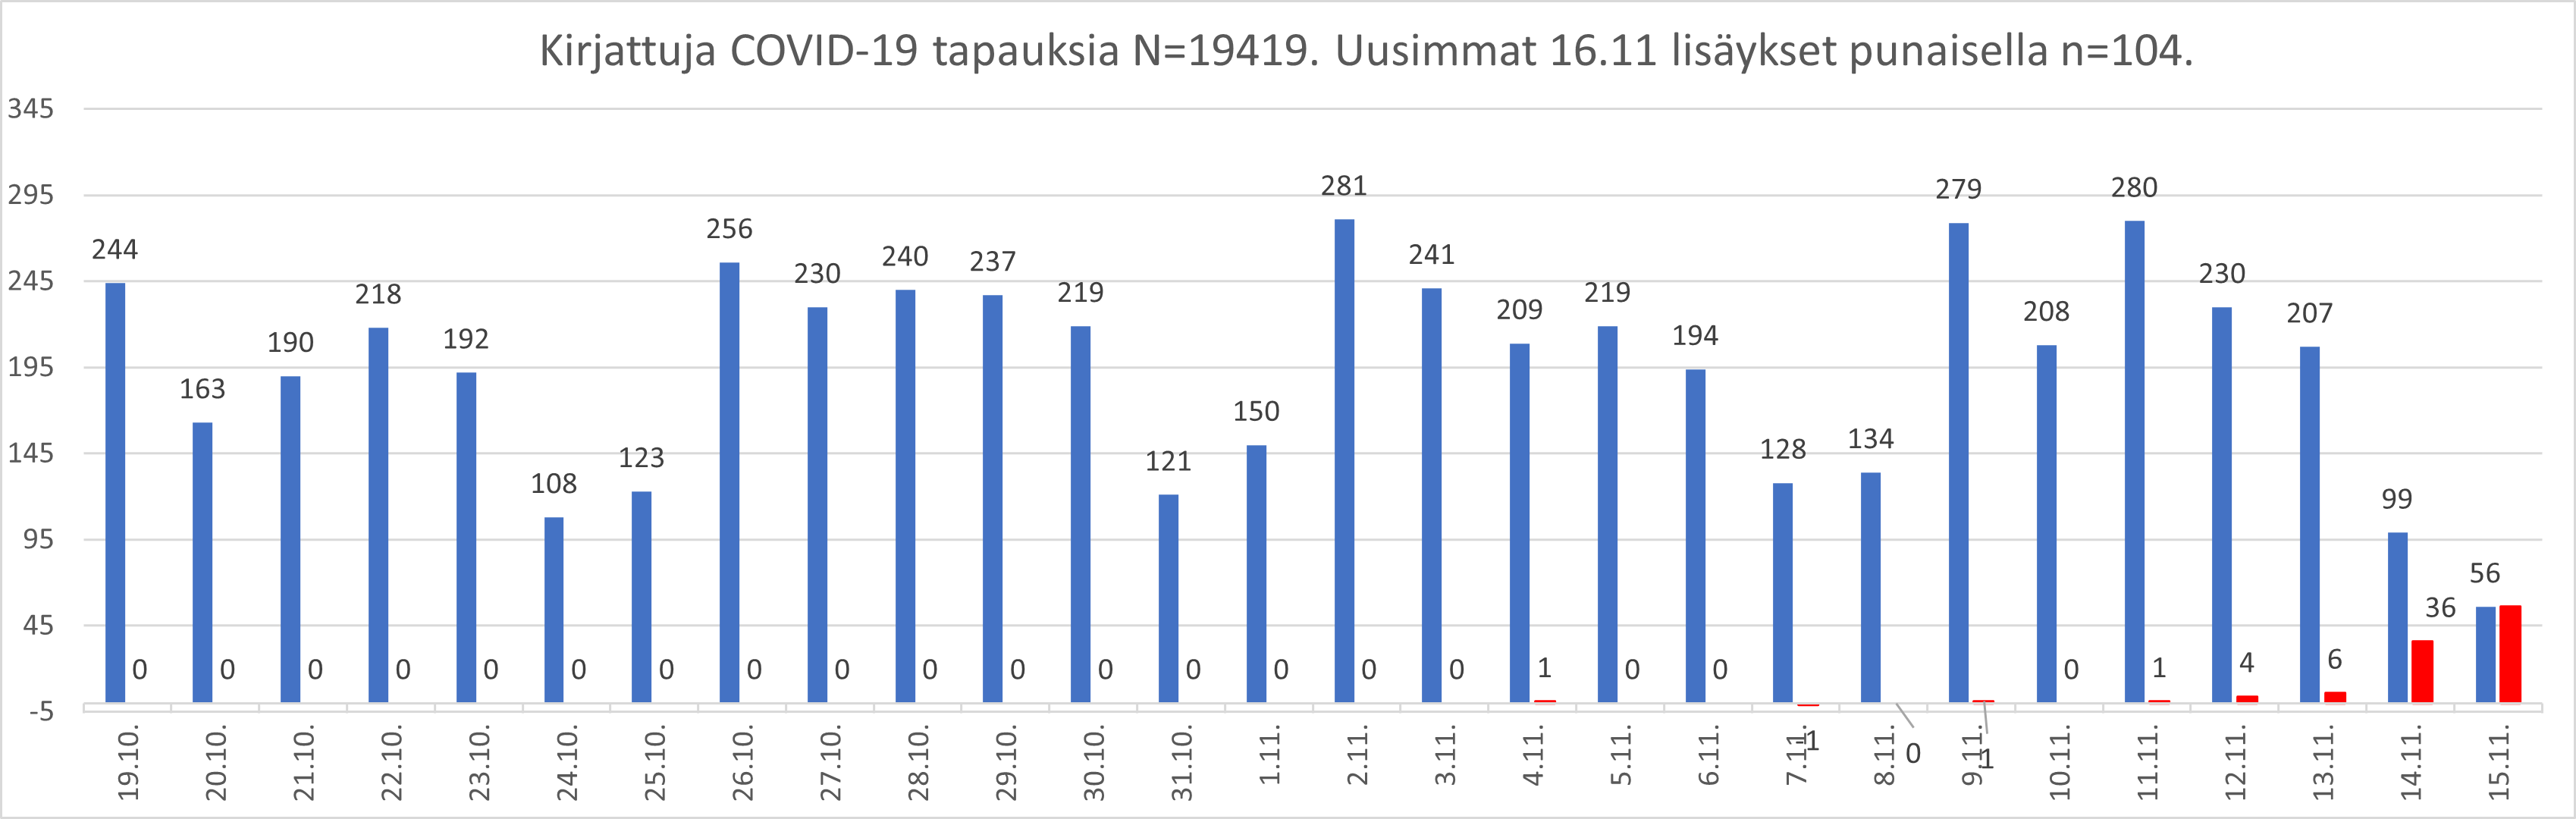 Kirjattuja COVID-19 tapauksia N=19419. Uusimmat 16.11 lisäykset punaisella n=104.
345
295
245
195
145
95
45
-5
244 163 190 218 192 108 123 256 230 240 237 219 121 150 281 241 209 219 194 128 134 279 208 280 230 207 99 56
0 0 0 0 0 0 0 0 0 0 0 0 0 0 0 0 1 0 0 -1 0 1 0 1 4 6 36
19.10. 20.10. 21.10. 22.10. 23.10. 24.10. 25.10. 26.10. 27.10. 28.10. 29.10. 30.10. 31.10. 1.11. 2.11. 3.11. 4.11. 5.11. 6.11. 7.11. 8.11. 9.11. 10.11. 11.11. 12.11. 13.11. 14.11. 15.11.